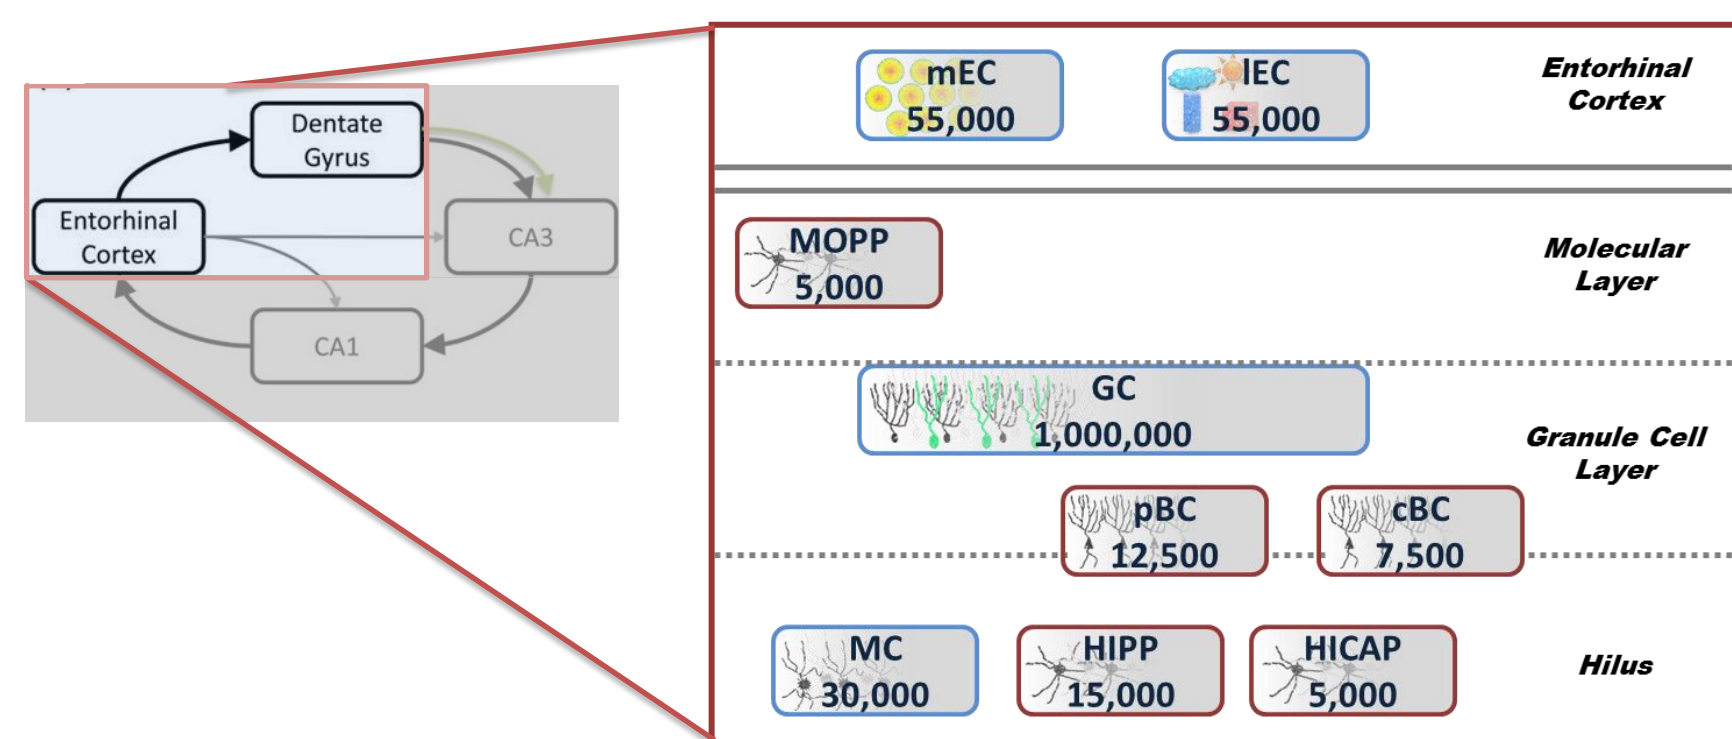 Dentate
Gyrus
Entorhinal
Cortex
CA3
CA1
mEC
55,000
lEC
55,000
Entorhinal
Cortex
MOPP
5,000
Molecular
Layer
GC
1,000,000
Granule Cell
Layer
pBC
12,500
cBC
7,500
MC
30,000
HIPP
15,000
HICAP
5,000
Hilus